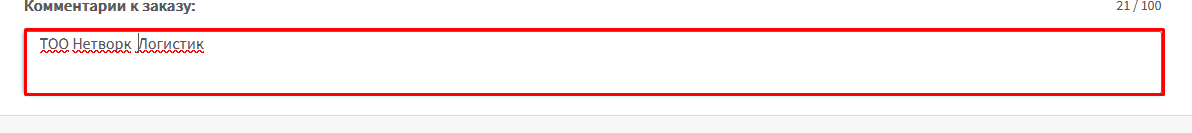 Комментарии к заказу:
21 / 100
ТОО Нетворк Логистик